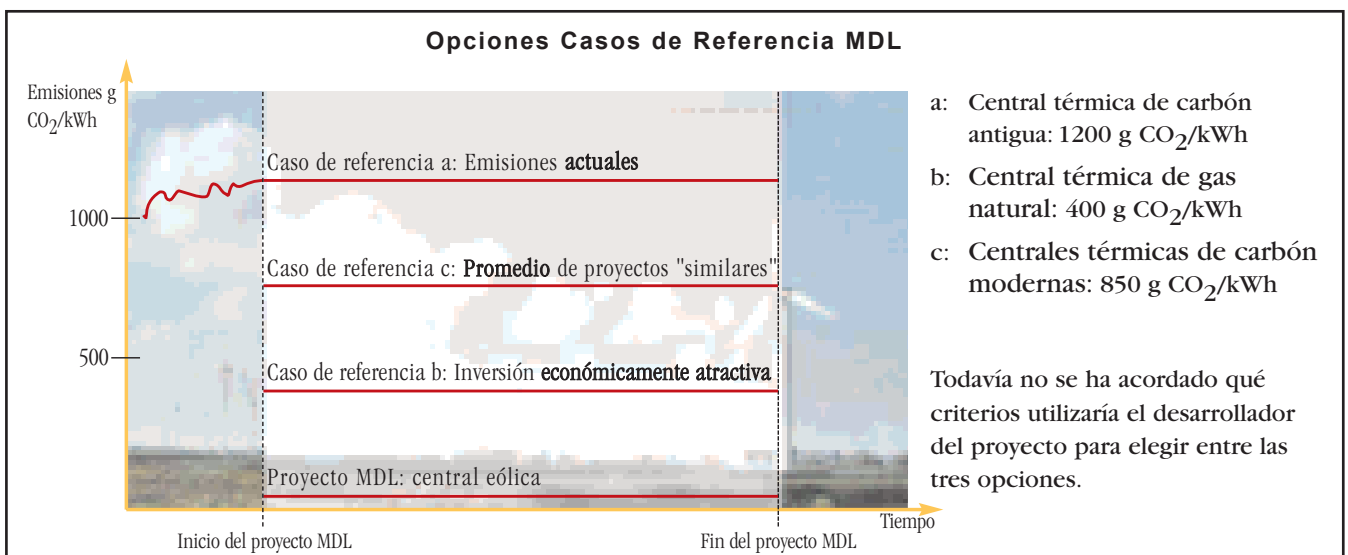 Opciones Casos de Referencia MDL
Emisiones g
CO2/kWh
Caso de referencia a: Emisiones actuales
1000
Caso de referencia c: Promedio de proyectos "similares"
500
Caso de referencia b: Inversión económicamente atractiva
Proyecto MDL: central eólica
Tiempo
Inicio del proyecto MDL
Fin del proyecto MDL
a: Central térmica de carbón
antigua: 1200 g CO2/kWh
b: Central térmica de gas
natural: 400 g CO2/kWh
c: Centrales térmicas de carbón
modernas: 850 g CO2/kWh
Todavía no se ha acordado qué
criterios utilizaría el desarrollador
del proyecto para elegir entre las
tres opciones.